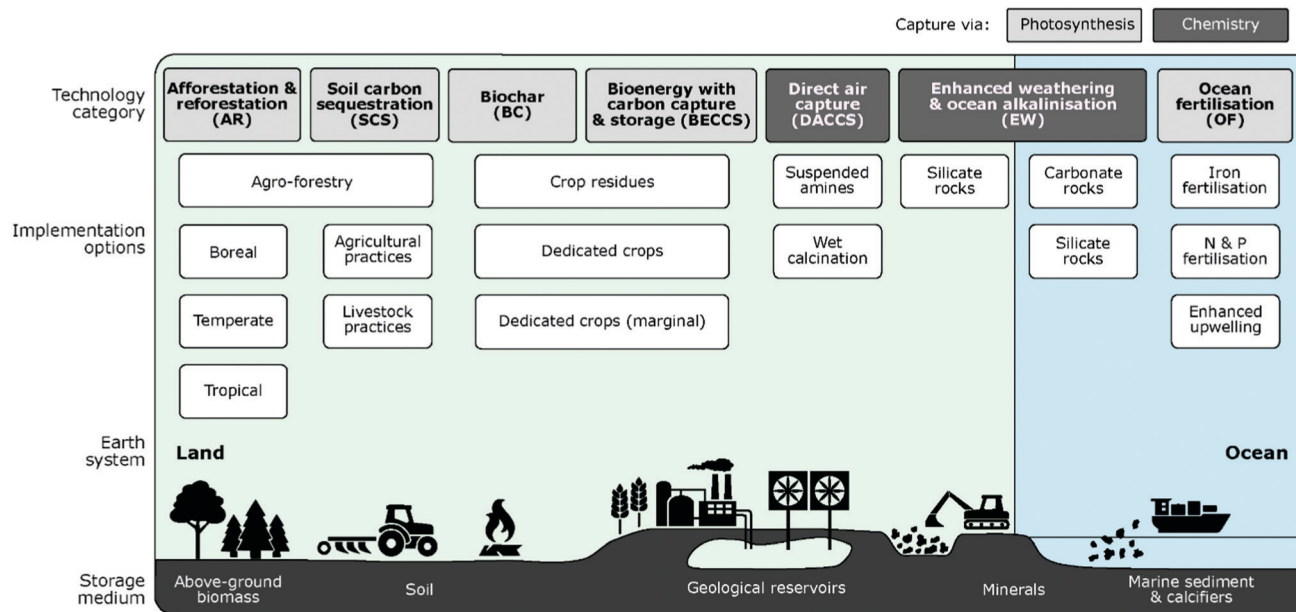 Capture via:
Photosynthesis
Chemistry
Technology
category
Afforestation &
reforestation
(AR)
Soil carbon
sequestration
(SCS)
Biochar
(BC)
Bioenergy with
carbon capture
& storage (BECCS)
Direct air
capture
(DACCS)
Enhanced weathering
& ocean alkalinisation
(EW)
Ocean
fertilisation
(OF)
Implementation
options
Agro-forestry
Crop residues
Suspended
amines
Silicate
rocks
Carbonate
rocks
Iron
fertilisation
Boreal
Agricultural
practices
Dedicated crops
Wet
calcination
Silicate
rocks
N & P
fertilisation
Temperate
Livestock
practices
Dedicated crops (marginal)
Enhanced
upwelling
Tropical
Earth
system
Land
Ocean
Storage
medium
Above-ground
biomass
Soil
Geological reservoirs
Minerals
Marine sediment
& calcifiers